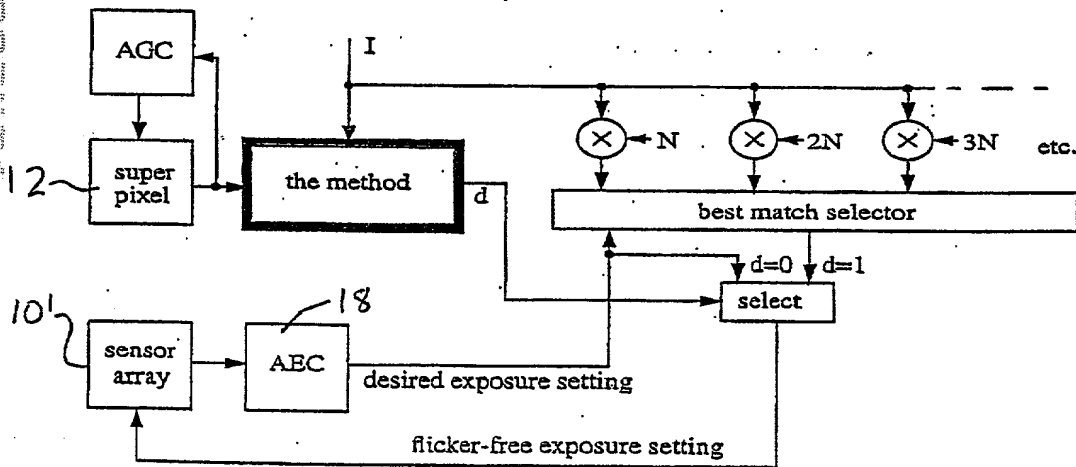 AGC
I
N
2N
3N
etc.
12
super
pixel
the method
d
best match selector
d=0
d=1
select
10'
18
sensor
array
AEC
desired exposure setting
flicker-free exposure setting